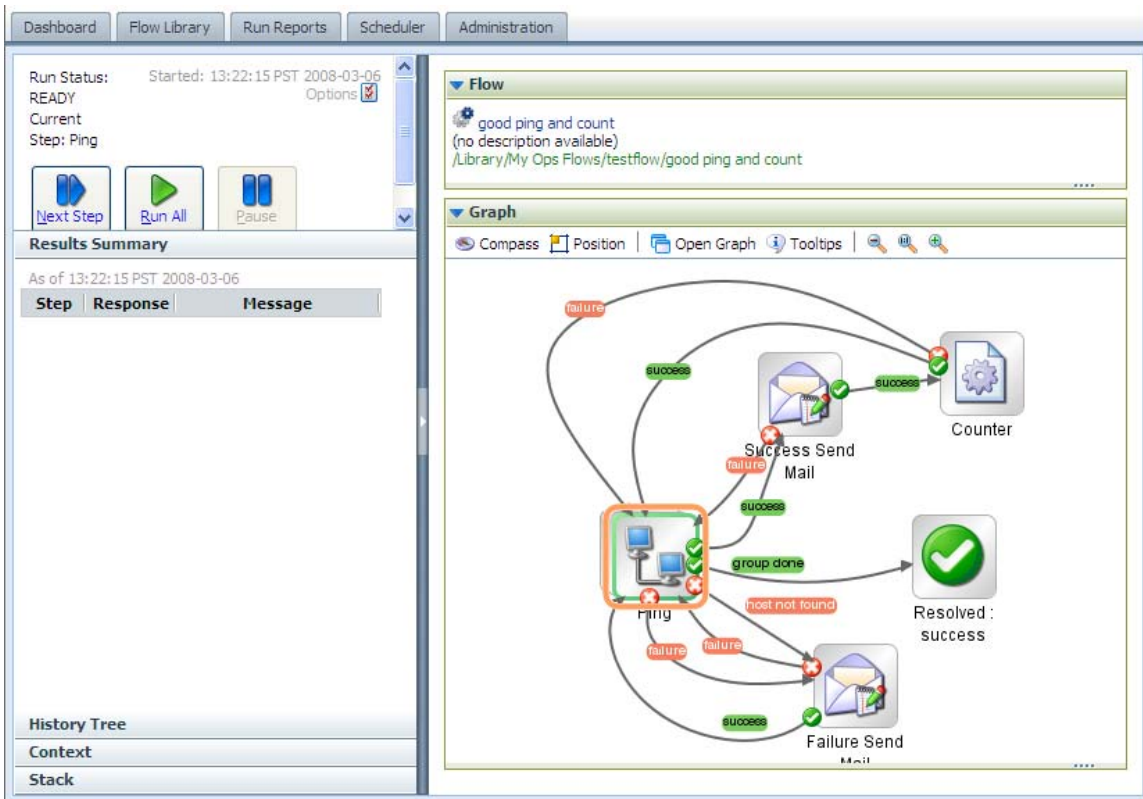 Dashboard
Flow Library
Run Reports
Scheduler
Administration
Run Status:
READY
Current
Step: Ping
Started: 13:22:15 PST 2008-03-06
Options
Next Step
Run All
Pause
Results Summary
As of 13:22:15 PST 2008-03-06
Step Response Message
History Tree
Context
Stack
Flow
good ping and count
(no description available)
/Library/My Ops Flows/testflow/good ping and count
Graph
Compass Position Open Graph Tooltips
failure
success
success
Counter
Success Send
Mail
failure
success
group done
host not found
Ping
Resolved :
success
failure
failure
success
Failure Send
Mail